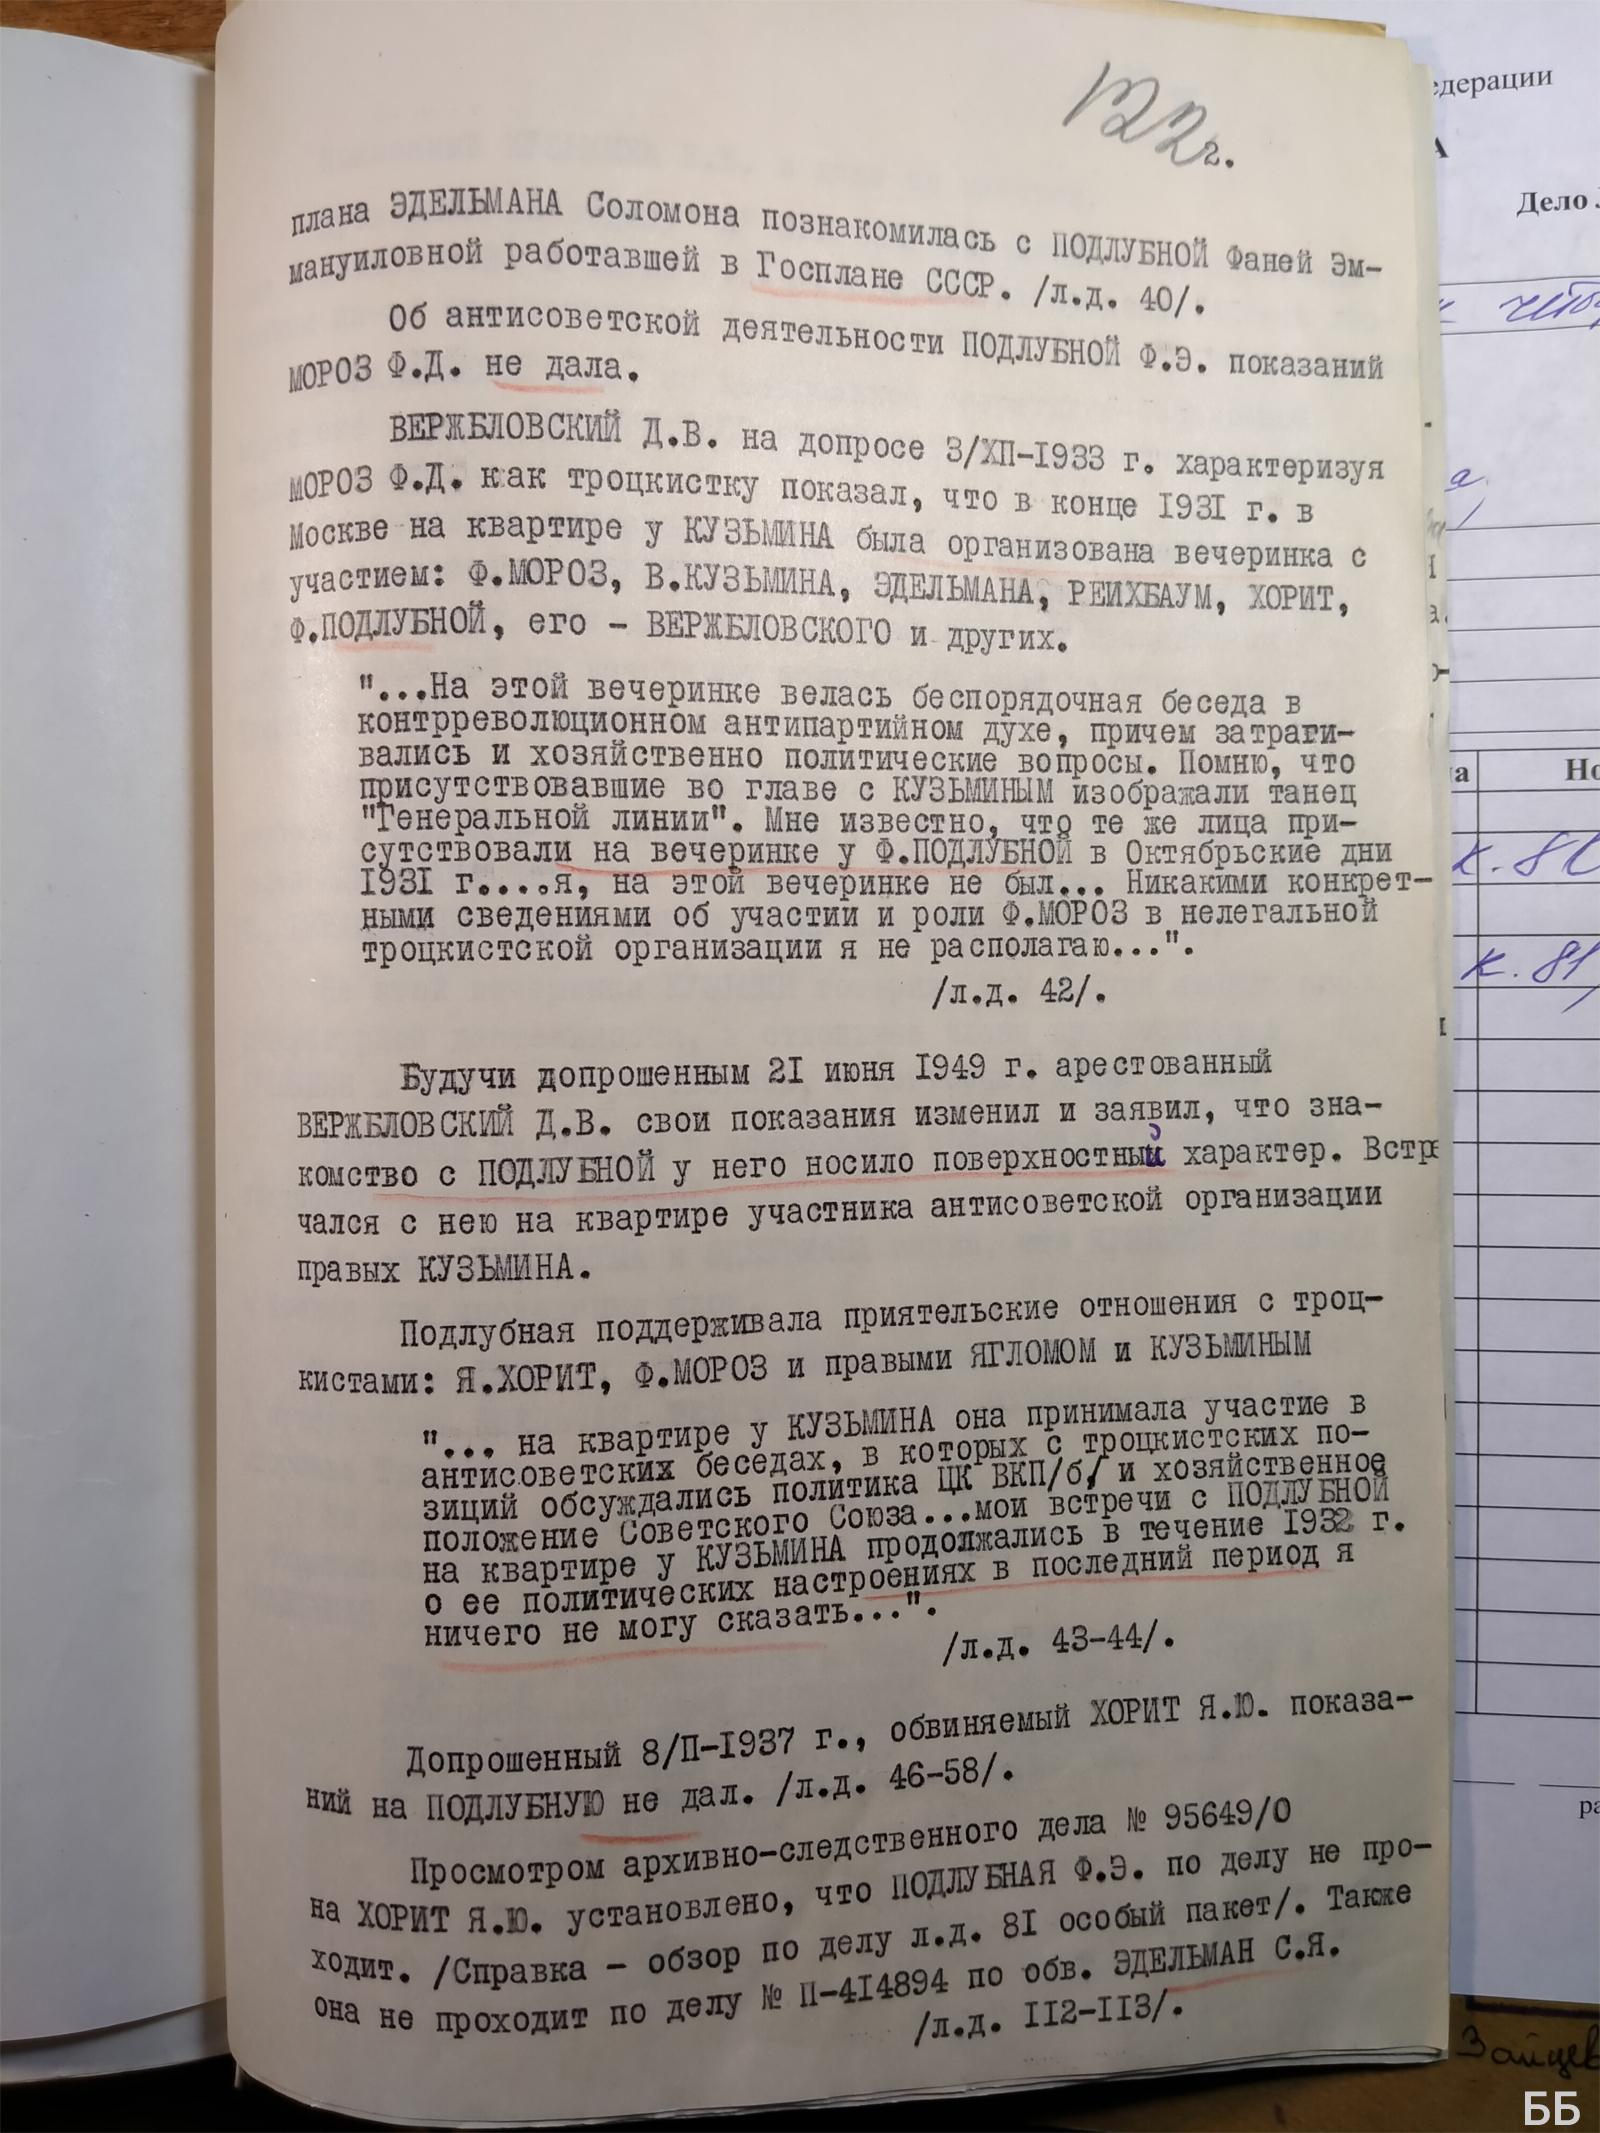 122
2.
плана ЭДЕЛЬМАНА Соломона познакомилась с ПОДЛУБНОЙ Фаней Эм-
мануиловной работавшей в Госплане СССР. /л.д. 40/.
Об антисоветской деятельности ПОДЛУБНОЙ Ф.Э. показаний
МОРОЗ Ф.Д. не дала.
ВЕРЖБЛОВСКИЙ Д.В. на допросе 3/ХП-1933 г. характеризуя
МОРОЗ Ф.Д. как троцкистку показал, что в конце 1931 г. в
Москве на квартире у КУЗЬМИНА была организована вечеринка с
участием: Ф.МОРОЗ, В.КУЗЬМИНА, ЭДЕЛЬМАНА, РЕИХБАУМ, ХОРИТ,
Ф.ПОДЛУБНОЙ, его - ВЕРЖБЛОВСКОГО и других.
"...На этой вечеринке велась беспорядочная беседа в
контрреволюционном антипартийном духе, причем затраги-
вались и хозяйственно политические вопросы. Помню, что
присутствовавшие во главе с КУЗЬМИНЫМ изображали танец
"Генеральной линии". Мне известно, что те же лица при-
сутствовали на вечеринке у Ф.ПОДЛУБНОЙ в Октябрьские дни
1931 г....я, на этой вечеринке не был... Никакими конкрет-
ными сведениями об участии и роли Ф.МОРОЗ в нелегальной
троцкистской организации я не располагаю...".
/л.д. 42/.
Будучи допрошенным 21 июня 1949 г. арестованный
ВЕРЖБЛОВСКИЙ Д.В. свои показания изменил и заявил, что зна-
комство с ПОДЛУБНОЙ у него носило поверхностный характер. Встре
чался с нею на квартире участника антисоветской организации
правых КУЗЬМИНА.
Подлубная поддерживала приятельские отношения с троц-
кистами: Я.ХОРИТ, Ф.МОРОЗ и правыми ЯГЛОМОМ и КУЗЬМИНЫМ
"... на квартире у КУЗЬМИНА она принимала участие в
антисоветских беседах, в которых с троцкистских по-
зиций обсуждались политика ЦК ВКП/б/ и хозяйственное
положение Советского Союза...мои встречи с ПОДЛУБНОЙ
на квартире у КУЗЬМИНА продолжались в течение 1932 г.
о ее политических настроениях в последний период я
ничего не могу сказать...".
/л.д. 43-44/.
Допрошенный 8/П-1937 г., обвиняемый ХОРИТ Я.Ю. показа-
ний на ПОДЛУБНУЮ не дал. /л.д. 46-58/.
Просмотром архивно-следственного дела № 95649/0
на ХОРИТ Я.Ю. установлено, что ПОДЛУБНАЯ Ф.Э. по делу не про-
ходит. /Справка - обзор по делу л.д. 81 особый пакет/. Также
она не проходит по делу № П-414894 по обв. ЭДЕЛЬМАН С.Я.
/л.д. 112-113/.
едерации
А
Дело
а
Но
к. 81
к. 81,
ра
Зайцев
ББ